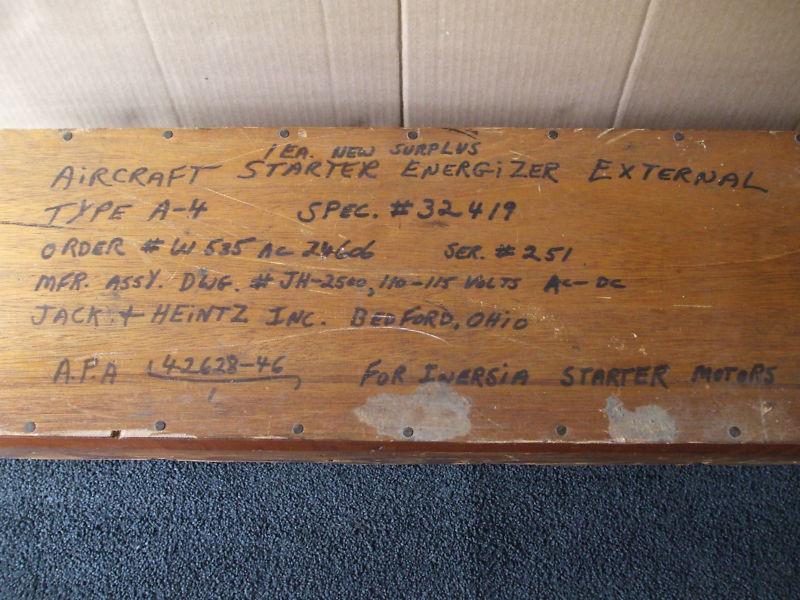 1 EA. NEW SURPLUS
AIRCRAFT STARTER ENERGIZER EXTERNAL
TYPE A-4 SPEC. #32419
ORDER # W535 AC 24606 SER. #251
MFR. ASSY. DWG. # JH-2500, 110-115 VOLTS AC-DC
JACK & HEINTZ INC. BEDFORD, OHIO
A.P.A (42628-46) FOR INERSIA STARTER MOTORS